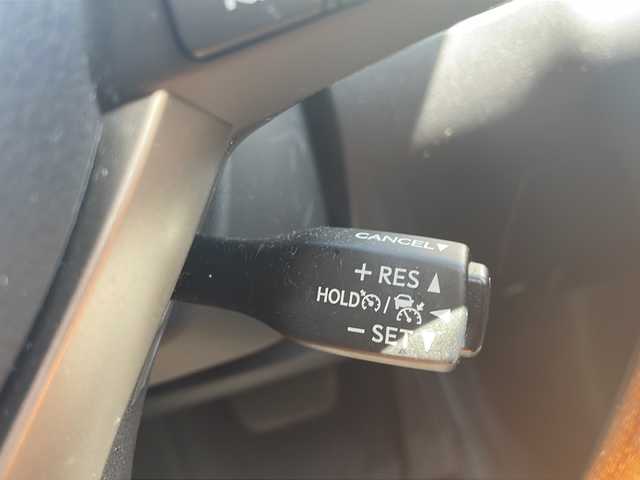 CANCEL▼
+ RES ▲
HOLD /
− SET ▼